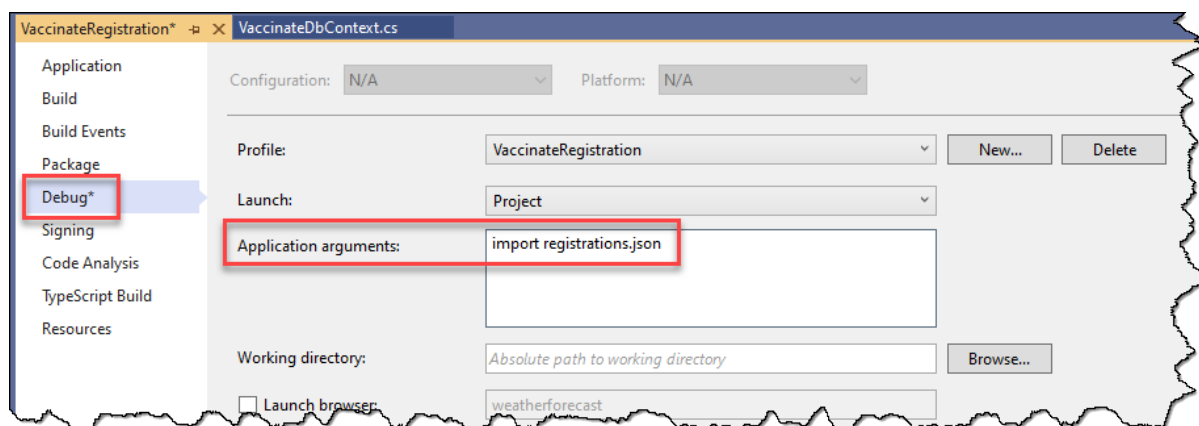 VaccinateRegistration* VaccinateDbContext.cs
Application
Build
Build Events
Package
Debug*
Signing
Code Analysis
TypeScript Build
Resources
Configuration: N/A Platform: N/A
Profile: VaccinateRegistration New... Delete
Launch: Project
Application arguments: import registrations.json
Working directory: Absolute path to working directory Browse...
Launch browser: weatherforecast